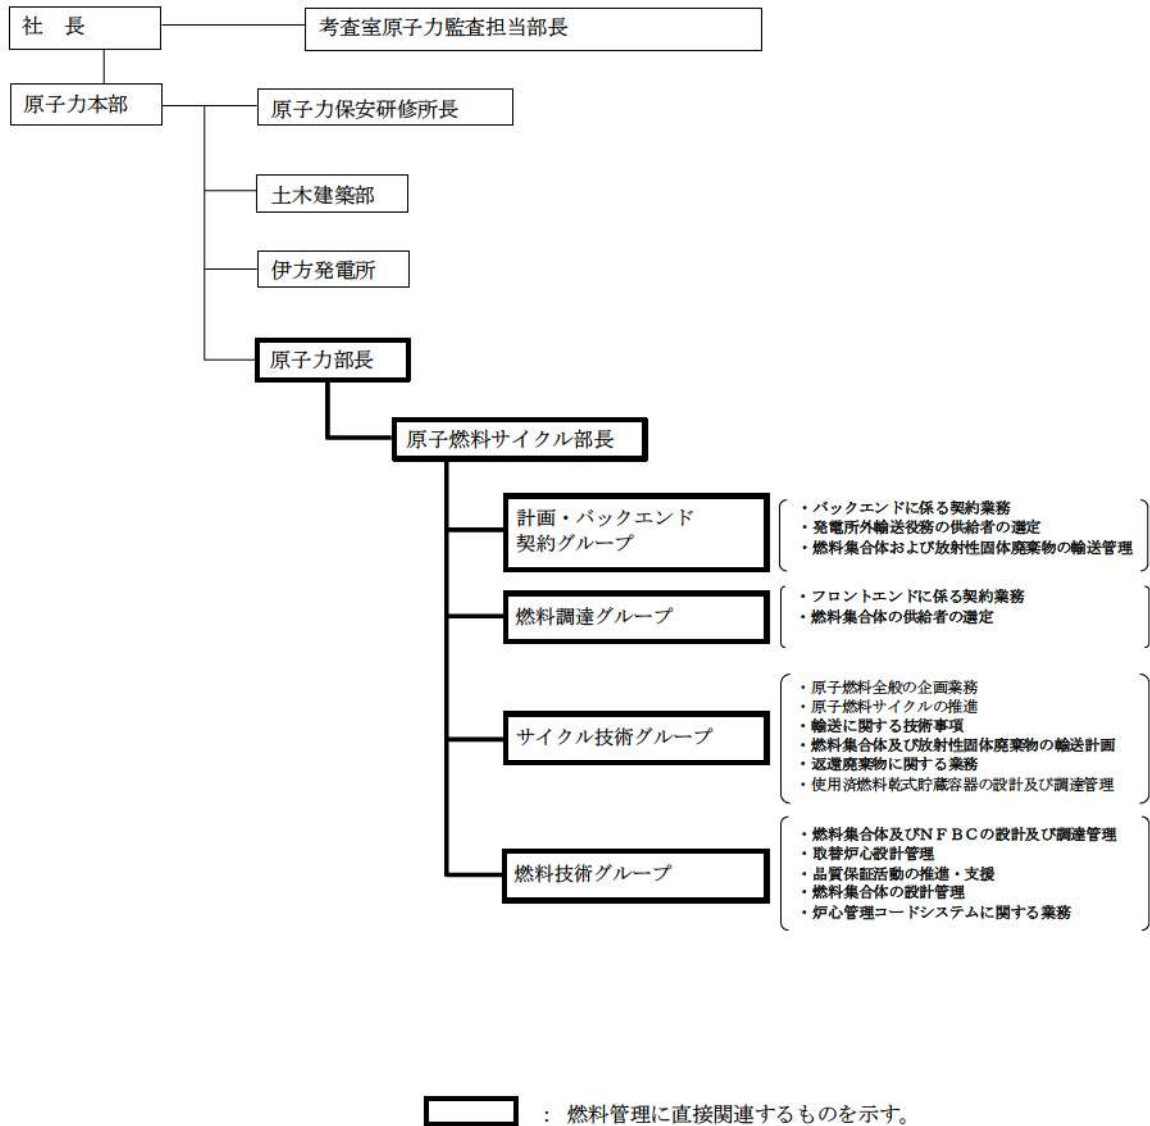 社　長
考査室原子力監査担当部長
原子力本部
原子力保安研修所長
土木建築部
伊方発電所
原子力部長
原子燃料サイクル部長
計画・バックエンド
契約グループ
・バックエンドに係る契約業務
・発電所外輸送役務の供給者の選定
・燃料集合体および放射性固体廃棄物の輸送管理
燃料調達グループ
・フロントエンドに係る契約業務
・燃料集合体の供給者の選定
サイクル技術グループ
・原子燃料全般の企画業務
・原子燃料サイクルの推進
・輸送に関する技術事項
・燃料集合体及び放射性固体廃棄物の輸送計画
・返還廃棄物に関する業務
・使用済燃料乾式貯蔵容器の設計及び調達管理
燃料技術グループ
・燃料集合体及びＮＦＢＣの設計及び調達管理
・取替炉心設計管理
・品質保証活動の推進・支援
・燃料集合体の設計管理
・炉心管理コードシステムに関する業務
：燃料管理に直接関連するものを示す。